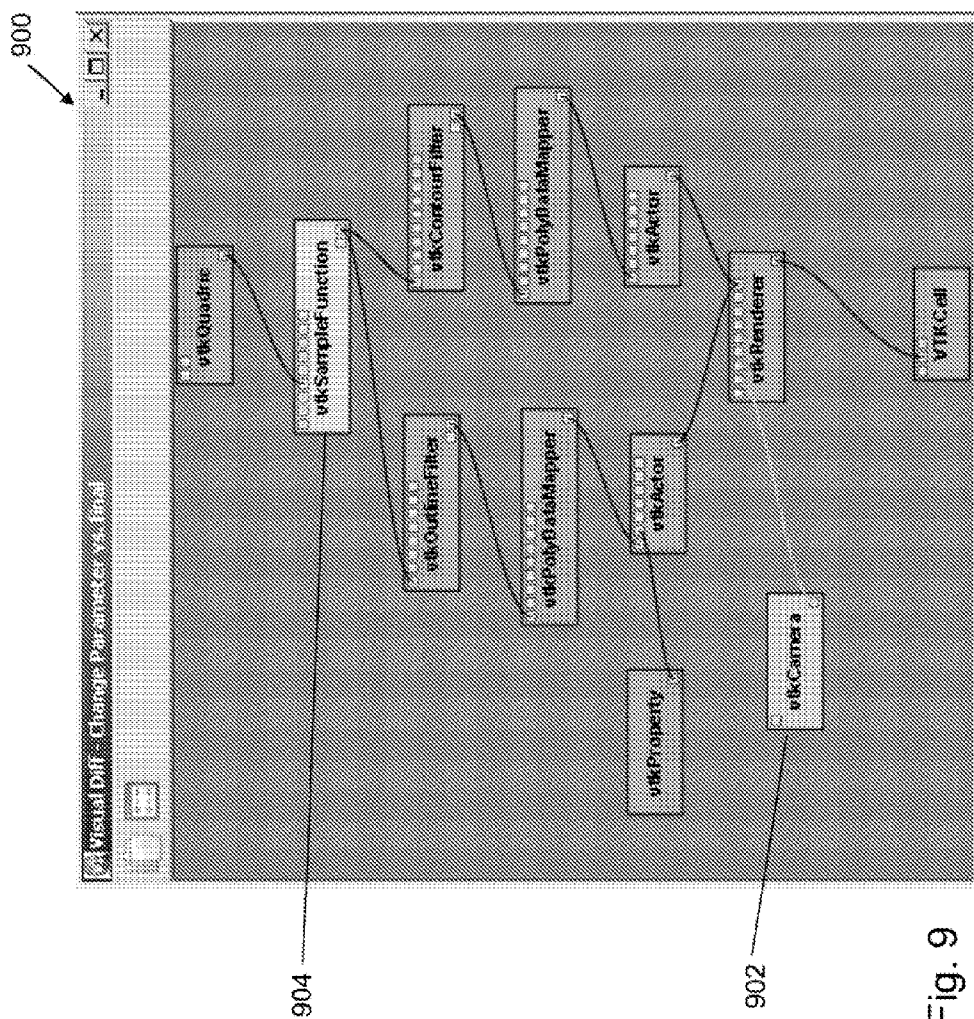 900
Visual Diff - Change Parameter vs. final
vtkQuadric
vtkSampleFunction
904
vtkOutlineFilter
vtkContourFilter
vtkPolyDataMapper
vtkPolyDataMapper
vtkProperty
vtkActor
vtkActor
vtkCamera
902
vtkRenderer
VTKCell
Fig. 9